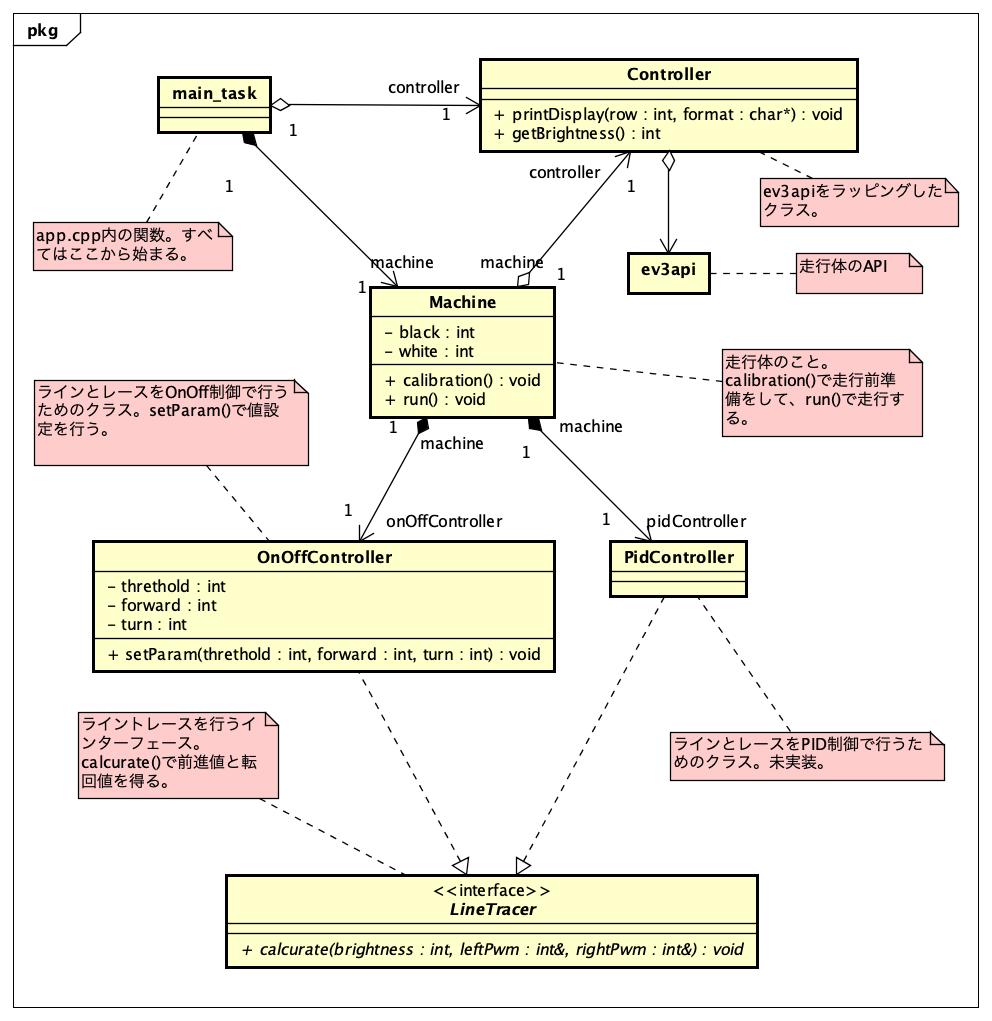 pkg
main_task
controller
1
1
Controller
+ printDisplay(row : int, format : char*) : void
+ getBrightness() : int
1
controller
1
ev3apiをラッピングした
クラス。
app.cpp内の関数。すべ
てはここから始まる。
machine
1
machine
1
ev3api
走行体のAPI
Machine
- black : int
- white : int
+ calibration() : void
+ run() : void
走行体のこと。
calibration()で走行前準
備をして、run()で走行す
る。
ラインとレースをOnOff制御で行う
ためのクラス。setParam()で値設
定を行う。
1
machine
machine
1
1
onOffController
1
pidController
OnOffController
- threthold : int
- forward : int
- turn : int
+ setParam(threthold : int, forward : int, turn : int) : void
PidController
ライントレースを行うイ
ンターフェース。
calcurate()で前進値と転
回値を得る。
ラインとレースをPID制御で行うた
めのクラス。未実装。
<<interface>>
LineTracer
+ calcurate(brightness : int, leftPwm : int&, rightPwm : int&) : void